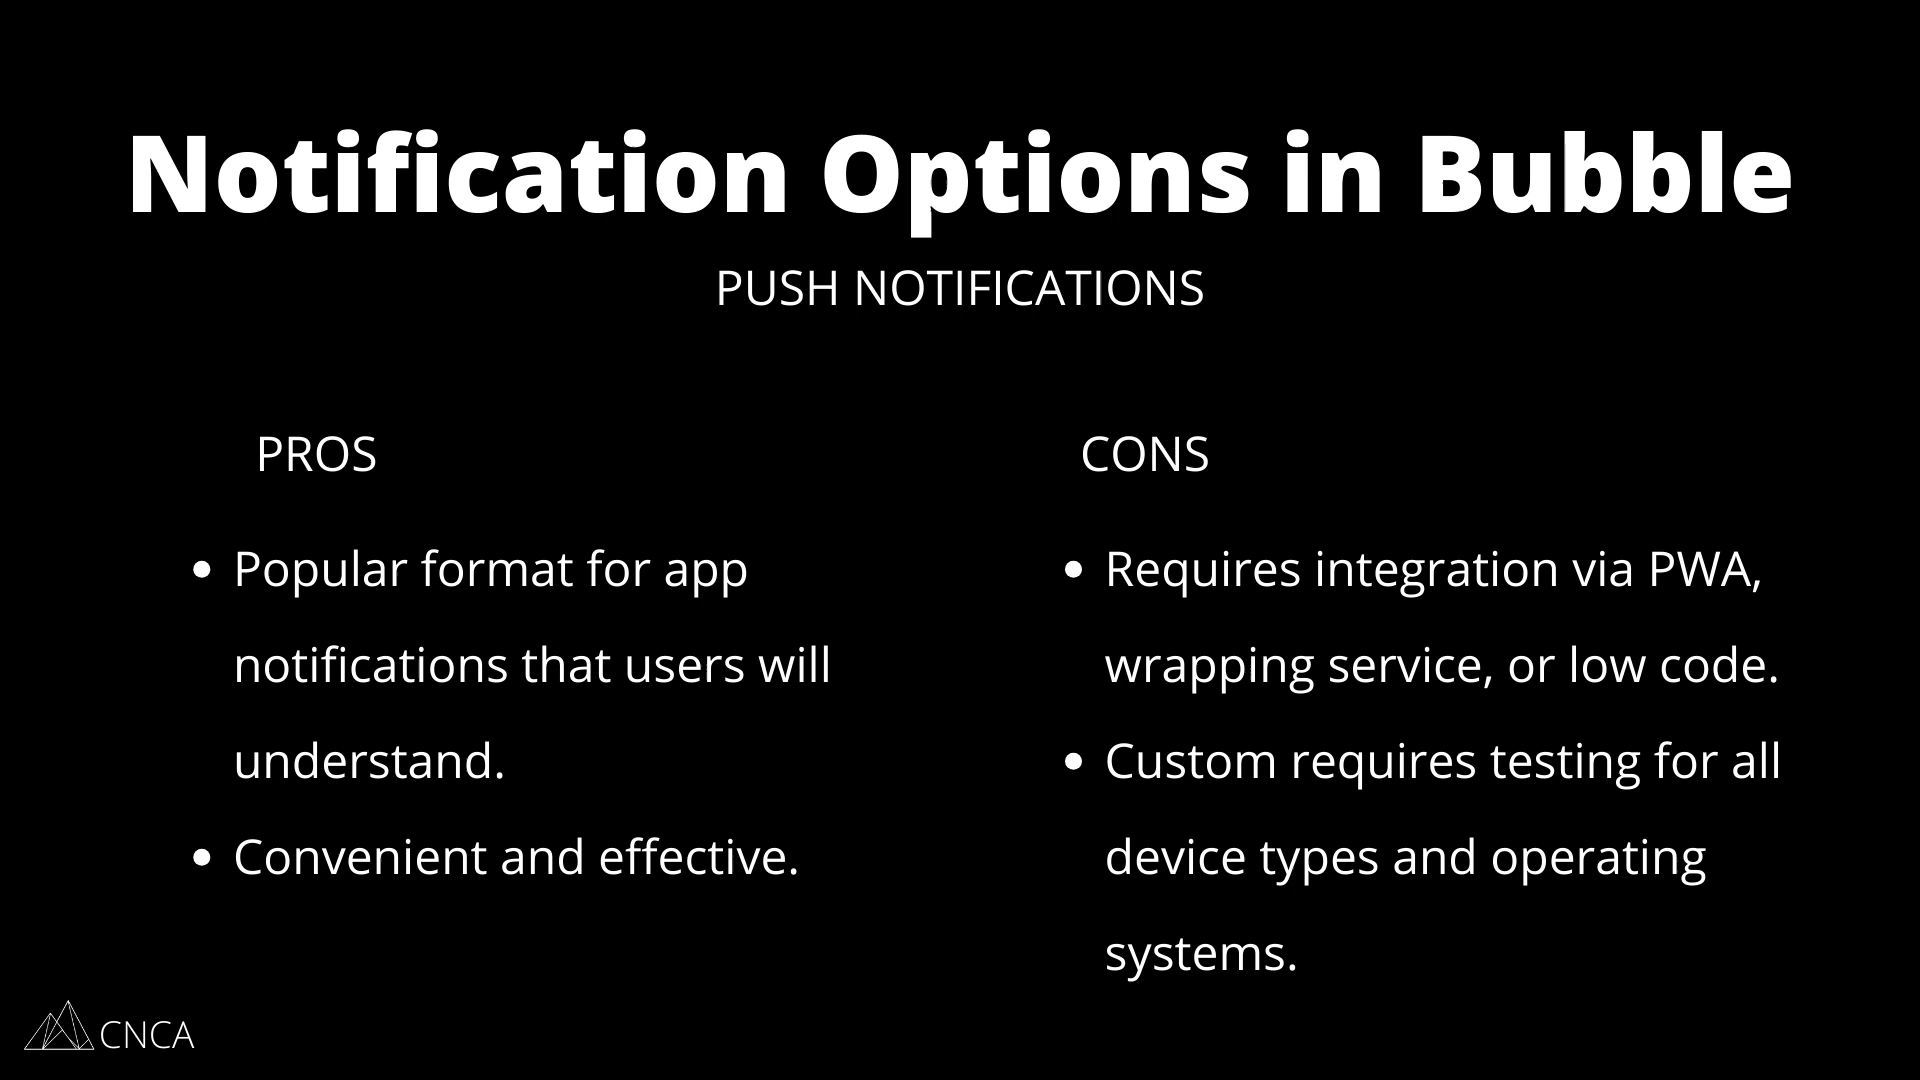 Notification Options in Bubble
PUSH NOTIFICATIONS
PROS
Popular format for app
notifications that users will
understand.
Convenient and effective.
CONS
Requires integration via PWA,
wrapping service, or low code.
Custom requires testing for all
device types and operating
systems.
CNCA